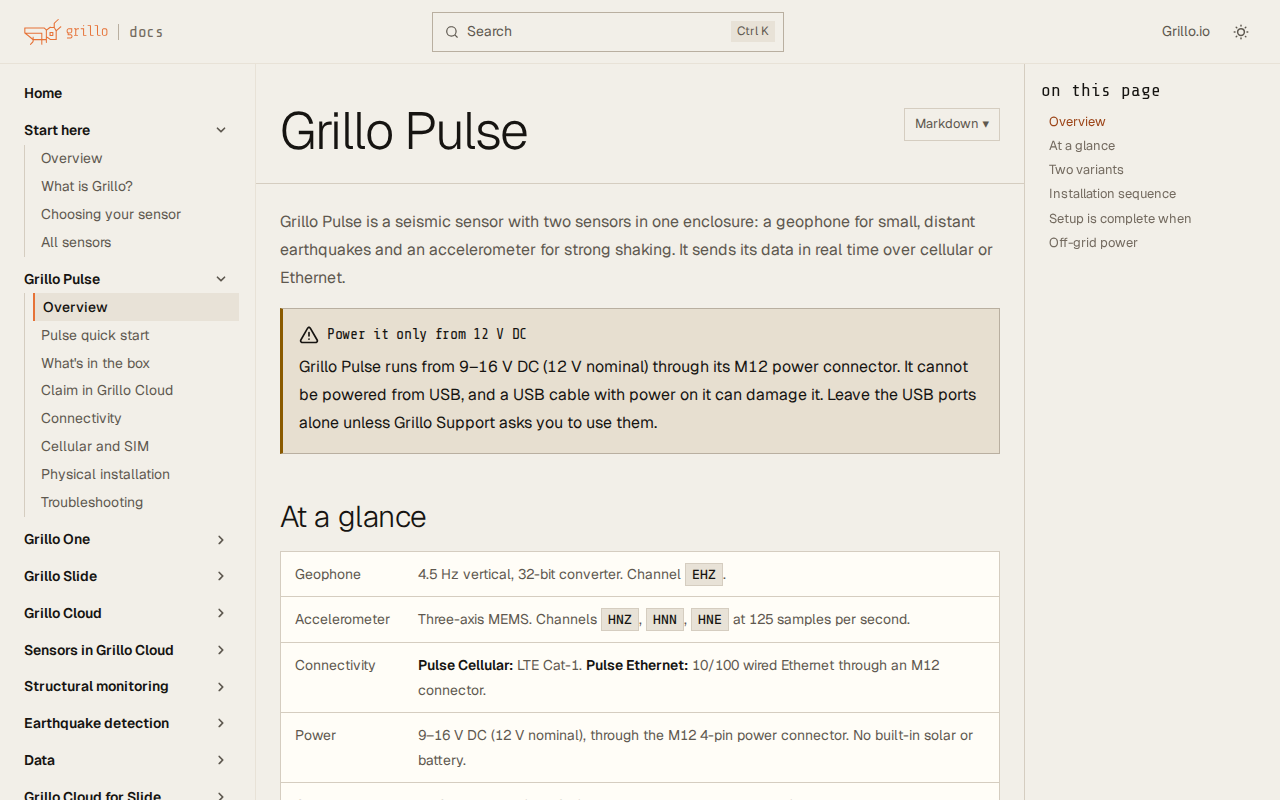 grillo | docs
Search
Ctrl K
Grillo.io
Home
Start here
Overview
What is Grillo?
Choosing your sensor
All sensors
Grillo Pulse
Overview
Pulse quick start
What's in the box
Claim in Grillo Cloud
Connectivity
Cellular and SIM
Physical installation
Troubleshooting
Grillo One
Grillo Slide
Grillo Cloud
Sensors in Grillo Cloud
Structural monitoring
Earthquake detection
Data
Grillo Cloud for Slide
Grillo Pulse
Markdown ▾
Grillo Pulse is a seismic sensor with two sensors in one enclosure: a geophone for small, distant
earthquakes and an accelerometer for strong shaking. It sends its data in real time over cellular or
Ethernet.
Power it only from 12 V DC
Grillo Pulse runs from 9–16 V DC (12 V nominal) through its M12 power connector. It cannot
be powered from USB, and a USB cable with power on it can damage it. Leave the USB ports
alone unless Grillo Support asks you to use them.
At a glance
Geophone
4.5 Hz vertical, 32-bit converter. Channel EHZ.
Accelerometer
Three-axis MEMS. Channels HNZ, HNN, HNE at 125 samples per second.
Connectivity
Pulse Cellular: LTE Cat-1. Pulse Ethernet: 10/100 wired Ethernet through an M12
connector.
Power
9–16 V DC (12 V nominal), through the M12 4-pin power connector. No built-in solar or
battery.
on this page
Overview
At a glance
Two variants
Installation sequence
Setup is complete when
Off-grid power